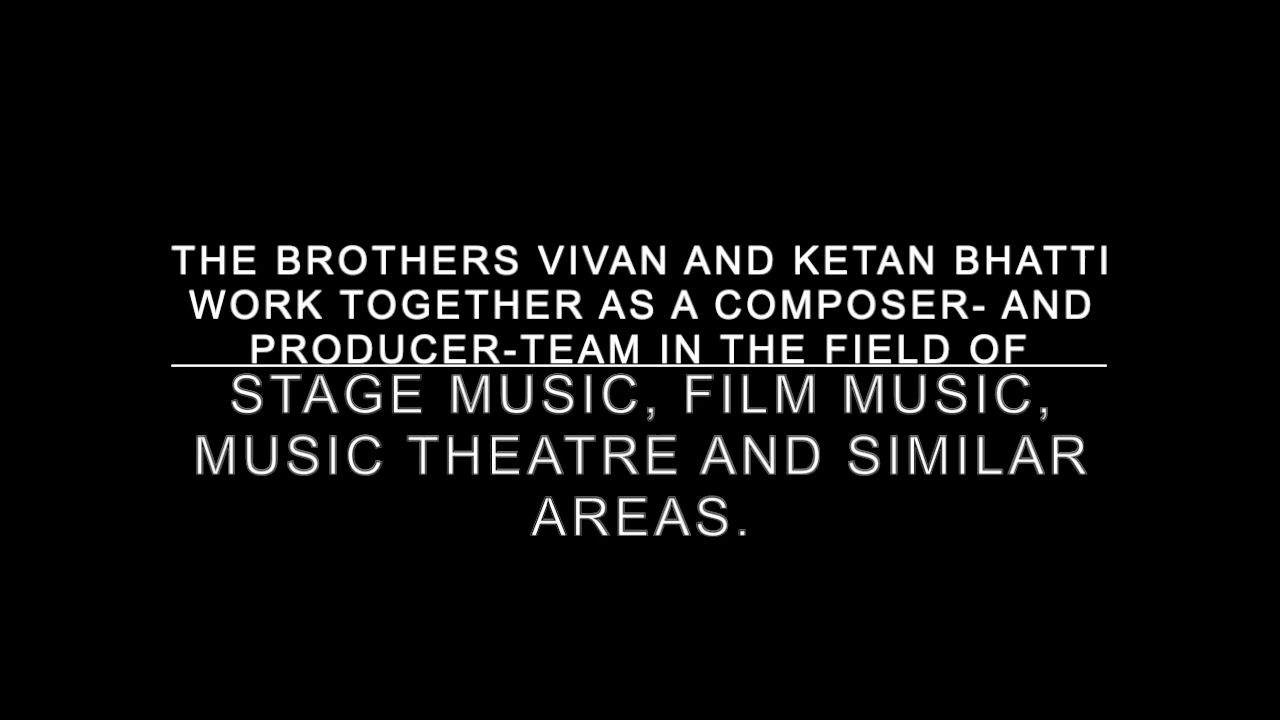 THE BROTHERS VIVAN AND KETAN BHATTI
WORK TOGETHER AS A COMPOSER- AND
PRODUCER-TEAM IN THE FIELD OF
STAGE MUSIC, FILM MUSIC,
MUSIC THEATRE AND SIMILAR
AREAS.